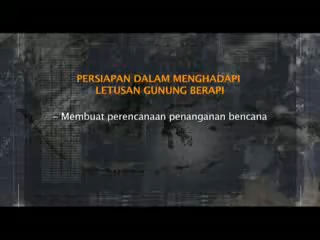 PERSIAPAN DALAM MENGHADAPI
LETUSAN GUNUNG BERAPI
- Membuat perencanaan penanganan bencana